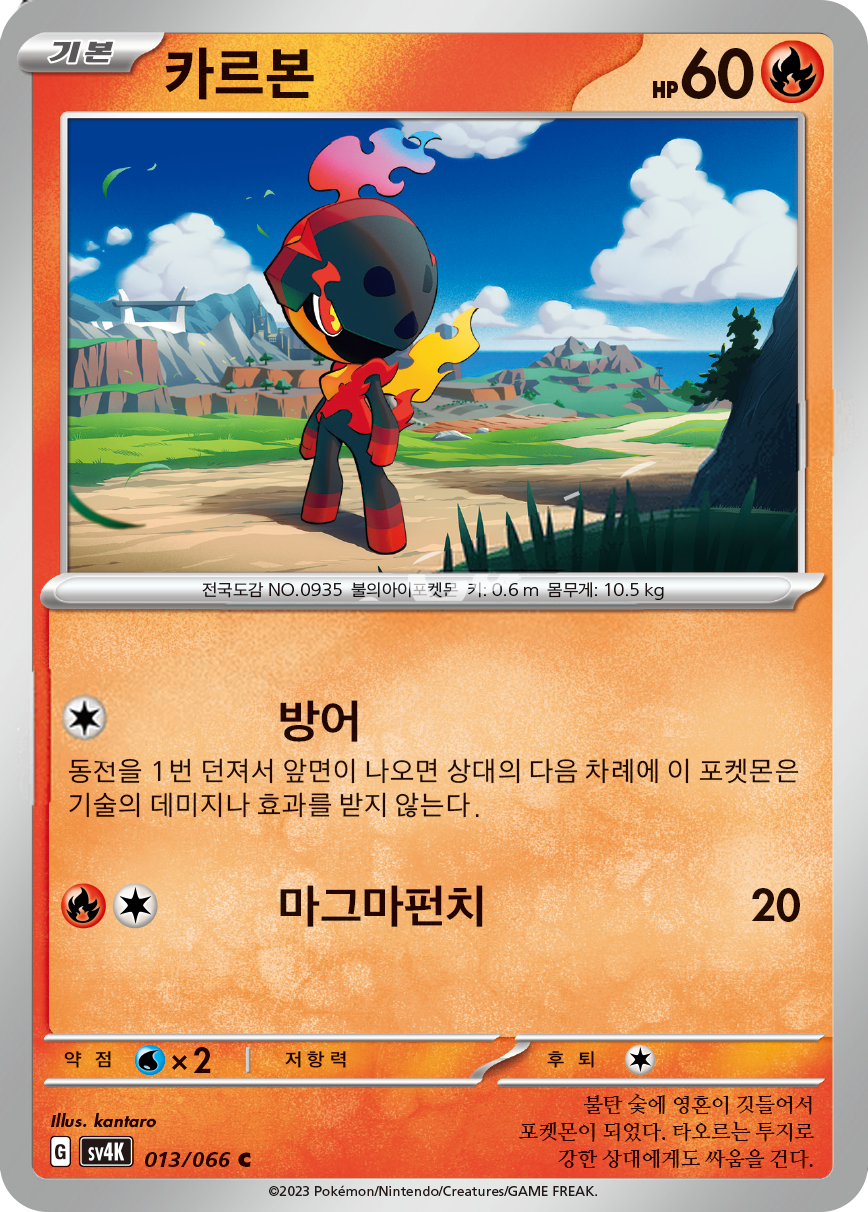 기본 카르본 HP 60
전국도감 NO.0935 불의아이포켓몬 키: 0.6 m 몸무게: 10.5 kg
방어
동전을 1번 던져서 앞면이 나오면 상대의 다음 차례에 이 포켓몬은
기술의 데미지나 효과를 받지 않는다.
마그마펀치 20
약점 ×2 저항력 후퇴
Illus. kantaro
불탄 숯에 영혼이 깃들어서
포켓몬이 되었다. 타오르는 투지로
강한 상대에게도 싸움을 건다.
G SV4K 013/066 C
©2023 Pokémon/Nintendo/Creatures/GAME FREAK.